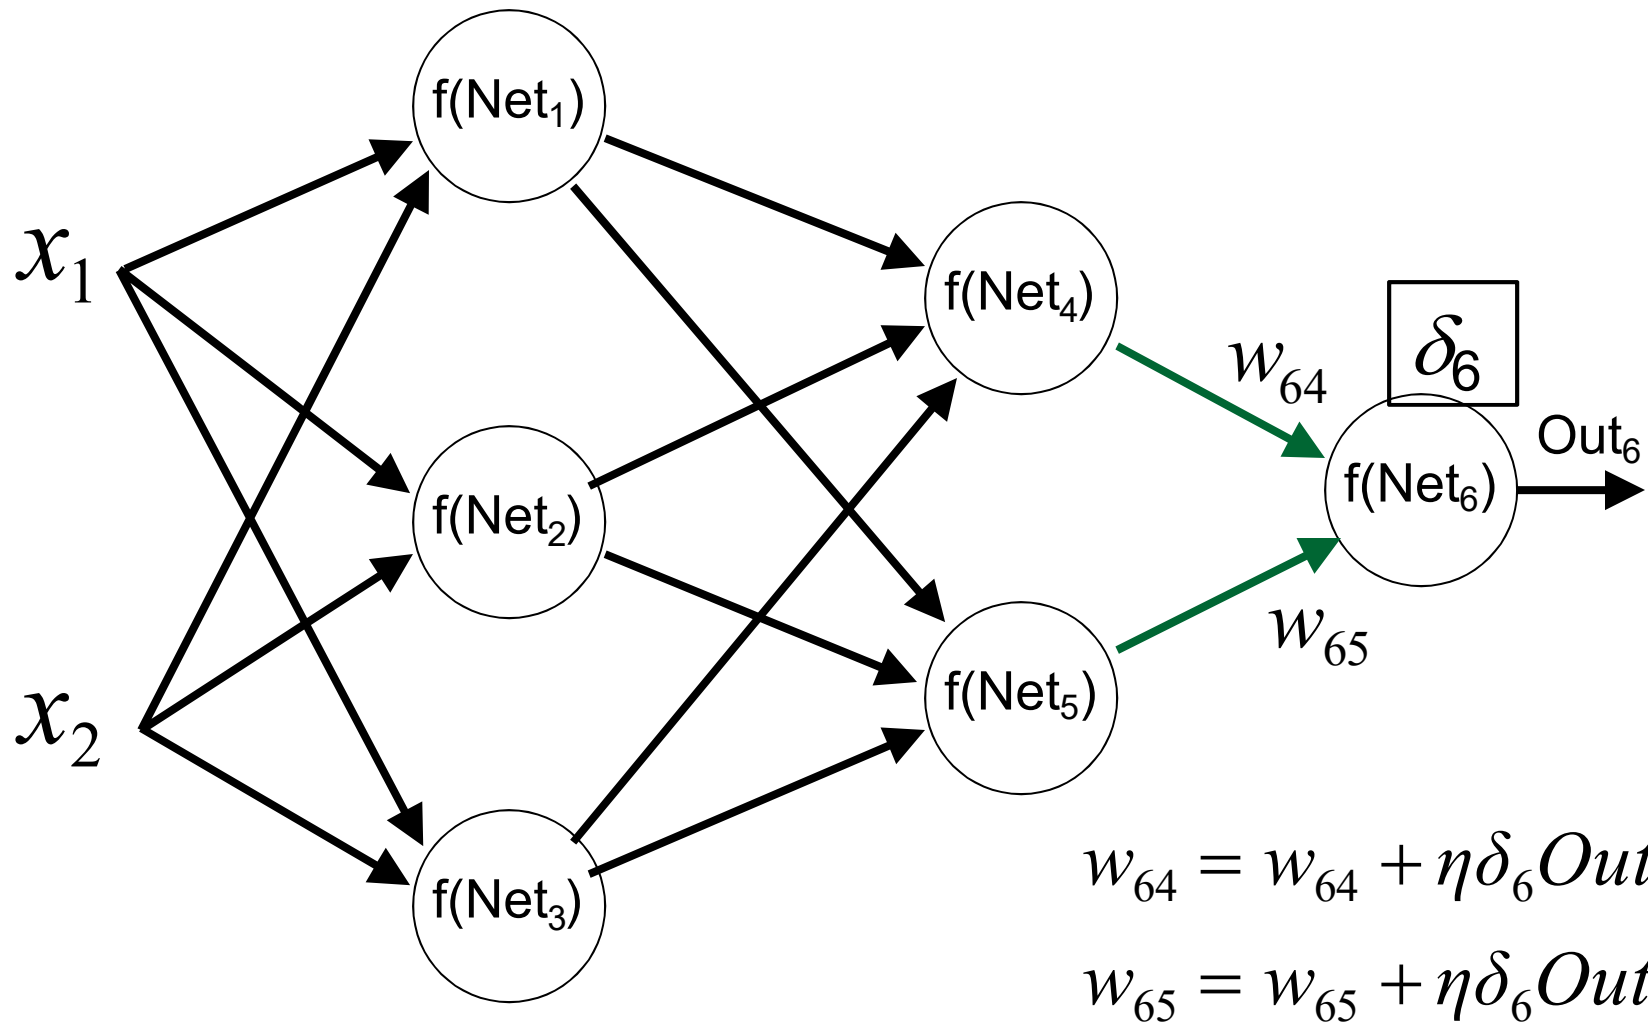 f(Net₁)
x₁
f(Net₄)
δ₆
w₆₄
Out₆
f(Net₆)
f(Net₂)
w₆₅
x₂
f(Net₅)
w₆₄ = w₆₄ + ηδ₆Out
f(Net₃)
w₆₅ = w₆₅ + ηδ₆Out